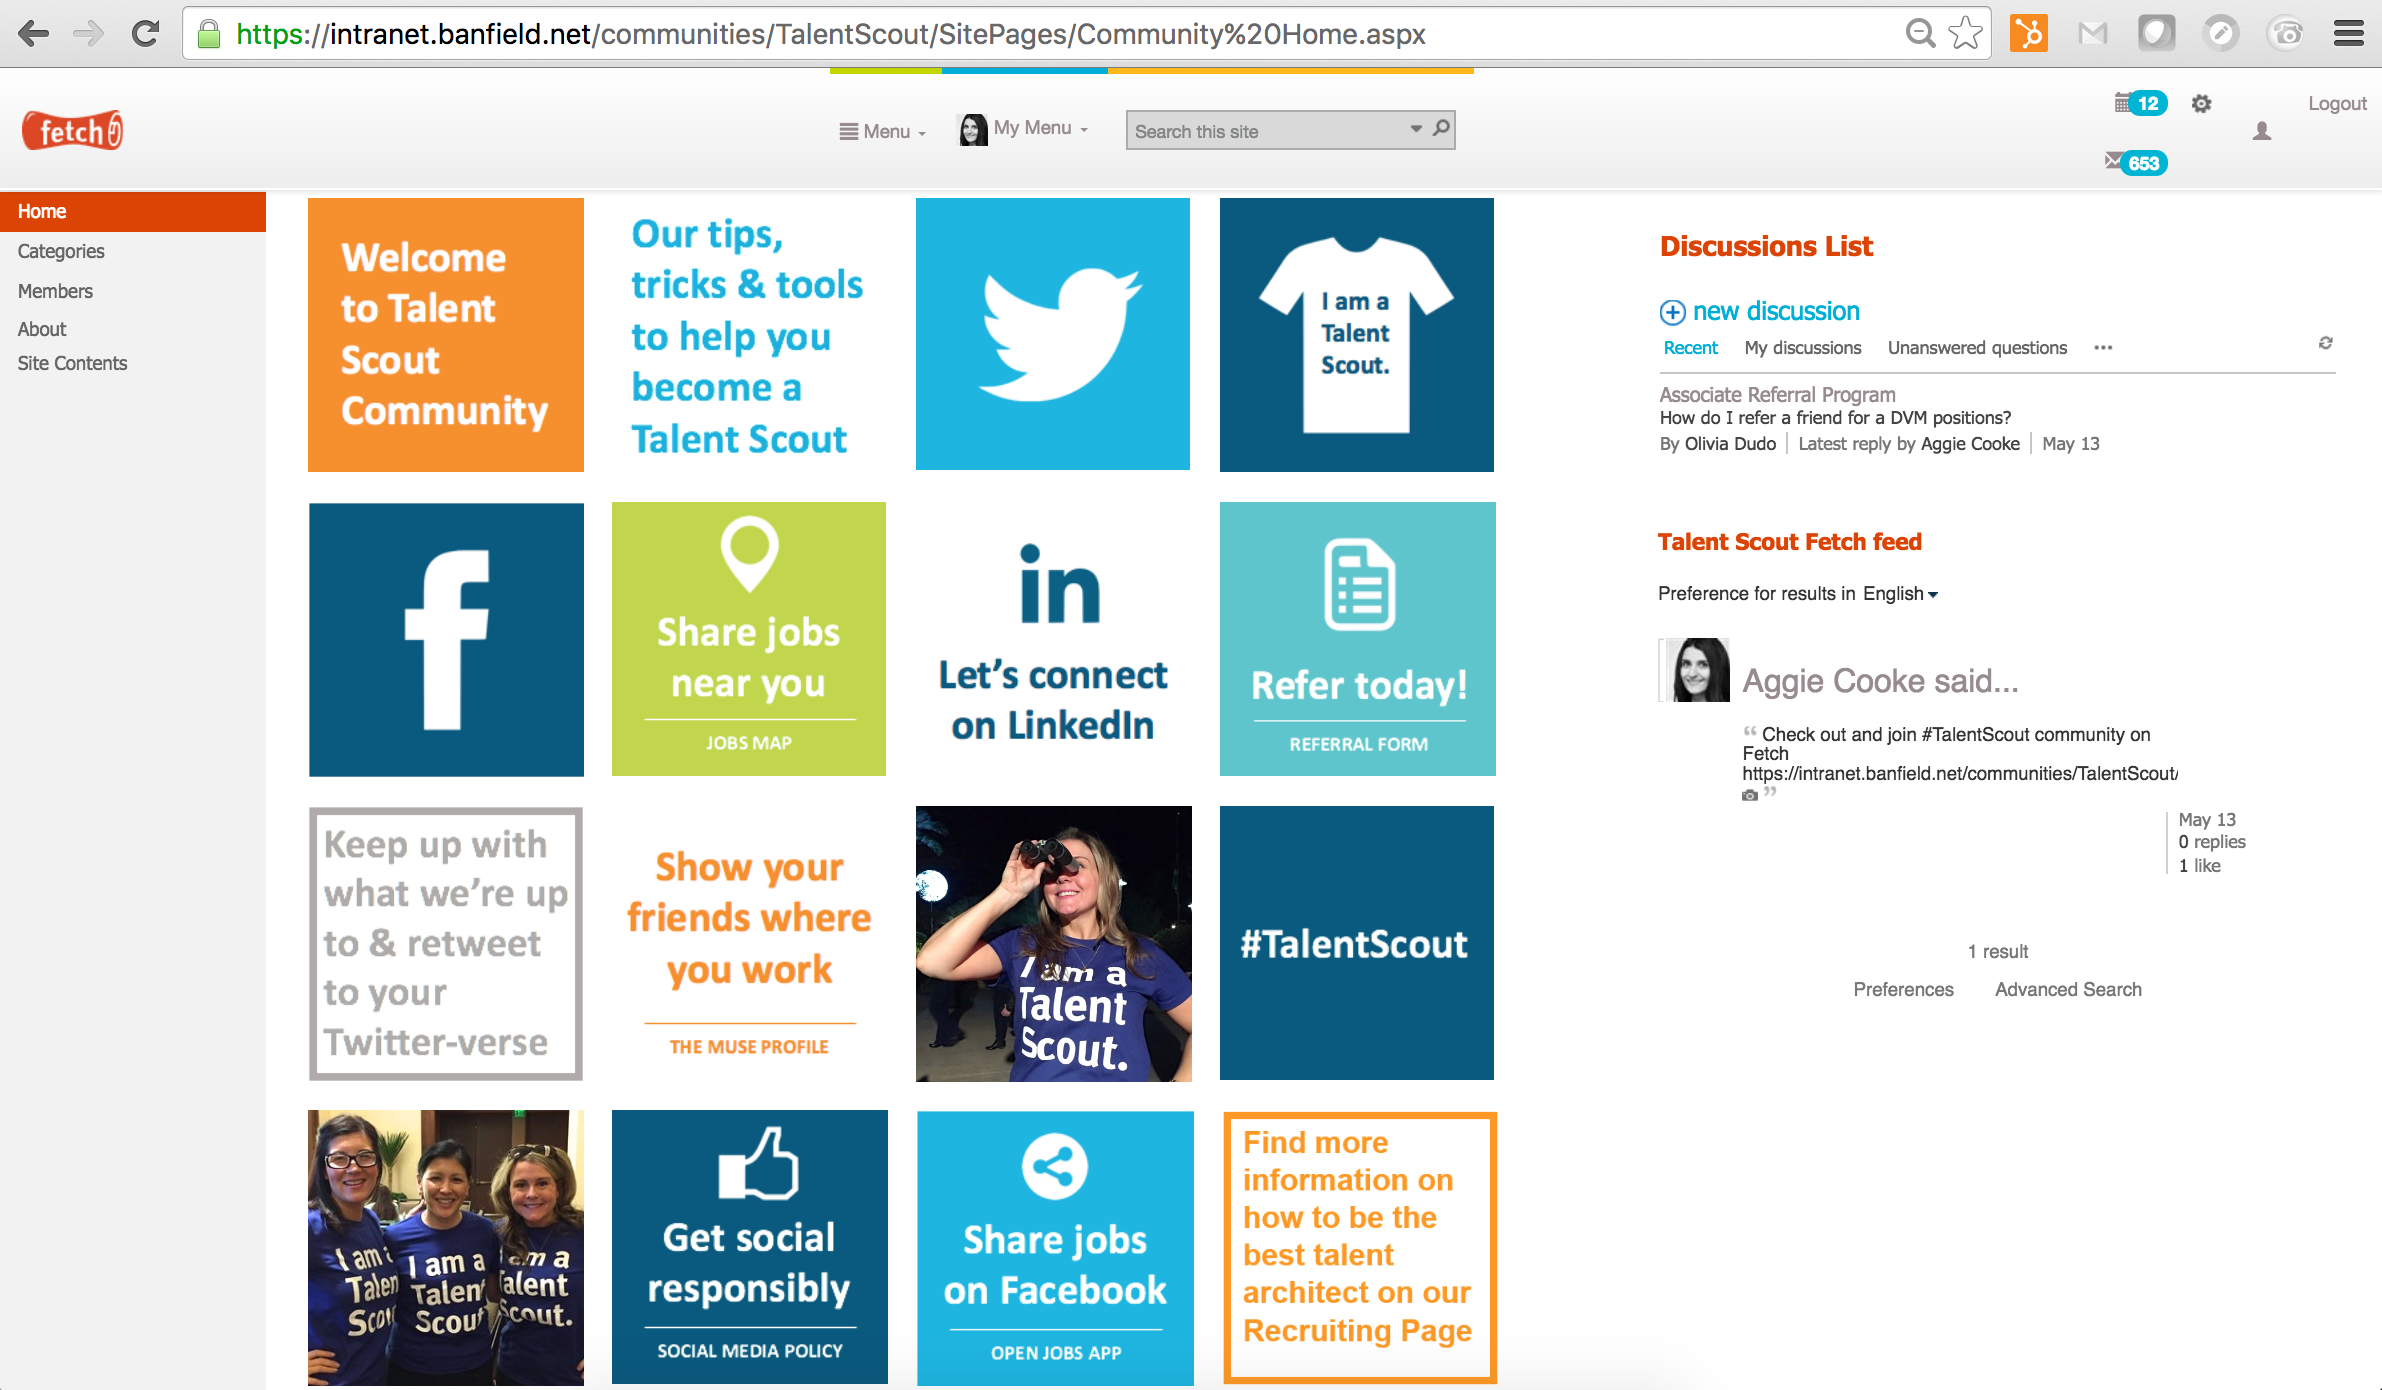 https://intranet.banfield.net/communities/TalentScout/SitePages/Community%20Home.aspx
fetch
Menu
My Menu
Search this site
12
653
Logout
Home
Categories
Members
About
Site Contents
Welcome
to Talent
Scout
Community
Our tips,
tricks & tools
to help you
become a
Talent Scout
I am a
Talent
Scout.
f
Share jobs
near you
JOBS MAP
in
Let's connect
on LinkedIn
Refer today!
REFERRAL FORM
Keep up with
what we're up
to & retweet
to your
Twitter-verse
Show your
friends where
you work
THE MUSE PROFILE
I am a
Talent
Scout.
#TalentScout
I am a
Talen
Scou
I am a
Talen
Scout
I am a
Talent
Scout.
Get social
responsibly
SOCIAL MEDIA POLICY
Share jobs
on Facebook
OPEN JOBS APP
Find more
information on
how to be the
best talent
architect on our
Recruiting Page
Discussions List
new discussion
Recent My discussions Unanswered questions ...
Associate Referral Program
How do I refer a friend for a DVM positions?
By Olivia Dudo | Latest reply by Aggie Cooke | May 13
Talent Scout Fetch feed
Preference for results in English
Aggie Cooke said...
“ Check out and join #TalentScout community on
Fetch
https://intranet.banfield.net/communities/TalentScout/
”
May 13
0 replies
1 like
1 result
Preferences Advanced Search